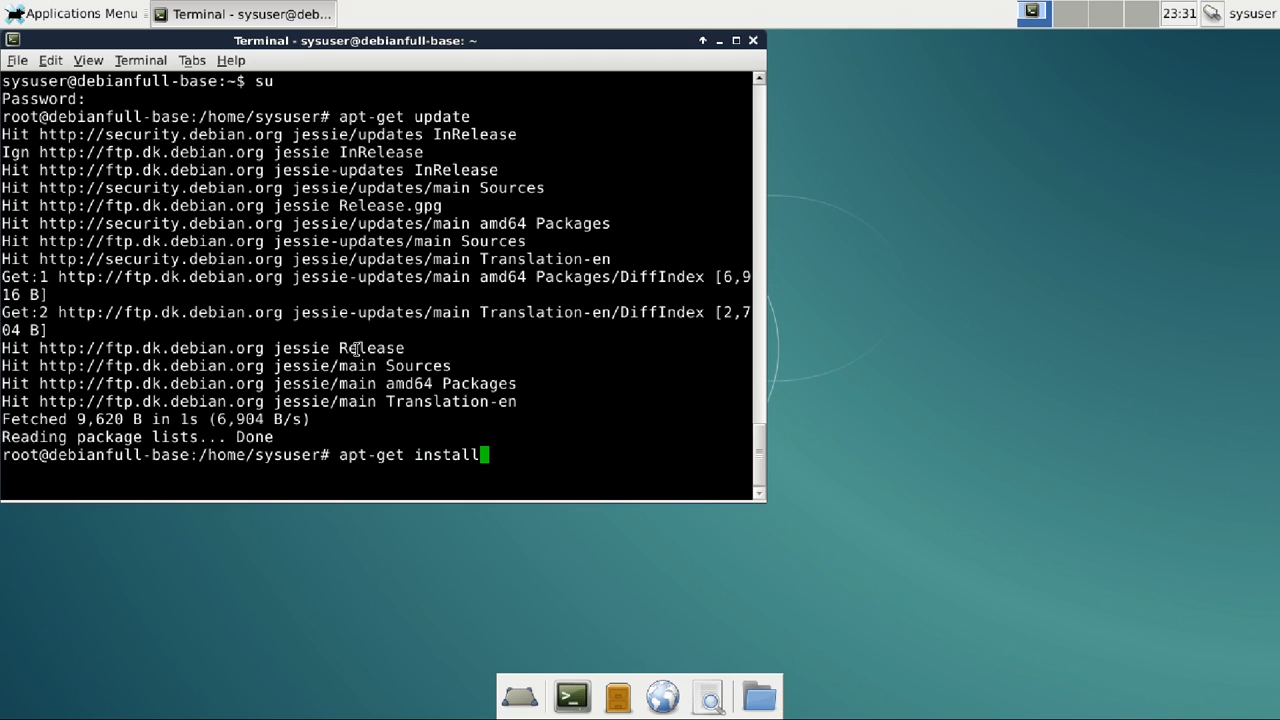 Applications Menu
Terminal - sysuser@deb...
23:31
sysuser
Terminal - sysuser@debianfull-base: ~
File Edit View Terminal Tabs Help
sysuser@debianfull-base:~$ su
Password:
root@debianfull-base:/home/sysuser# apt-get update
Hit http://security.debian.org jessie/updates InRelease
Ign http://ftp.dk.debian.org jessie InRelease
Hit http://ftp.dk.debian.org jessie-updates InRelease
Hit http://security.debian.org jessie/updates/main Sources
Hit http://ftp.dk.debian.org jessie Release.gpg
Hit http://security.debian.org jessie/updates/main amd64 Packages
Hit http://ftp.dk.debian.org jessie-updates/main Sources
Hit http://security.debian.org jessie/updates/main Translation-en
Get:1 http://ftp.dk.debian.org jessie-updates/main amd64 Packages/DiffIndex [6,9
16 B]
Get:2 http://ftp.dk.debian.org jessie-updates/main Translation-en/DiffIndex [2,7
04 B]
Hit http://ftp.dk.debian.org jessie Release
Hit http://ftp.dk.debian.org jessie/main Sources
Hit http://ftp.dk.debian.org jessie/main amd64 Packages
Hit http://ftp.dk.debian.org jessie/main Translation-en
Fetched 9,620 B in 1s (6,904 B/s)
Reading package lists... Done
root@debianfull-base:/home/sysuser# apt-get install